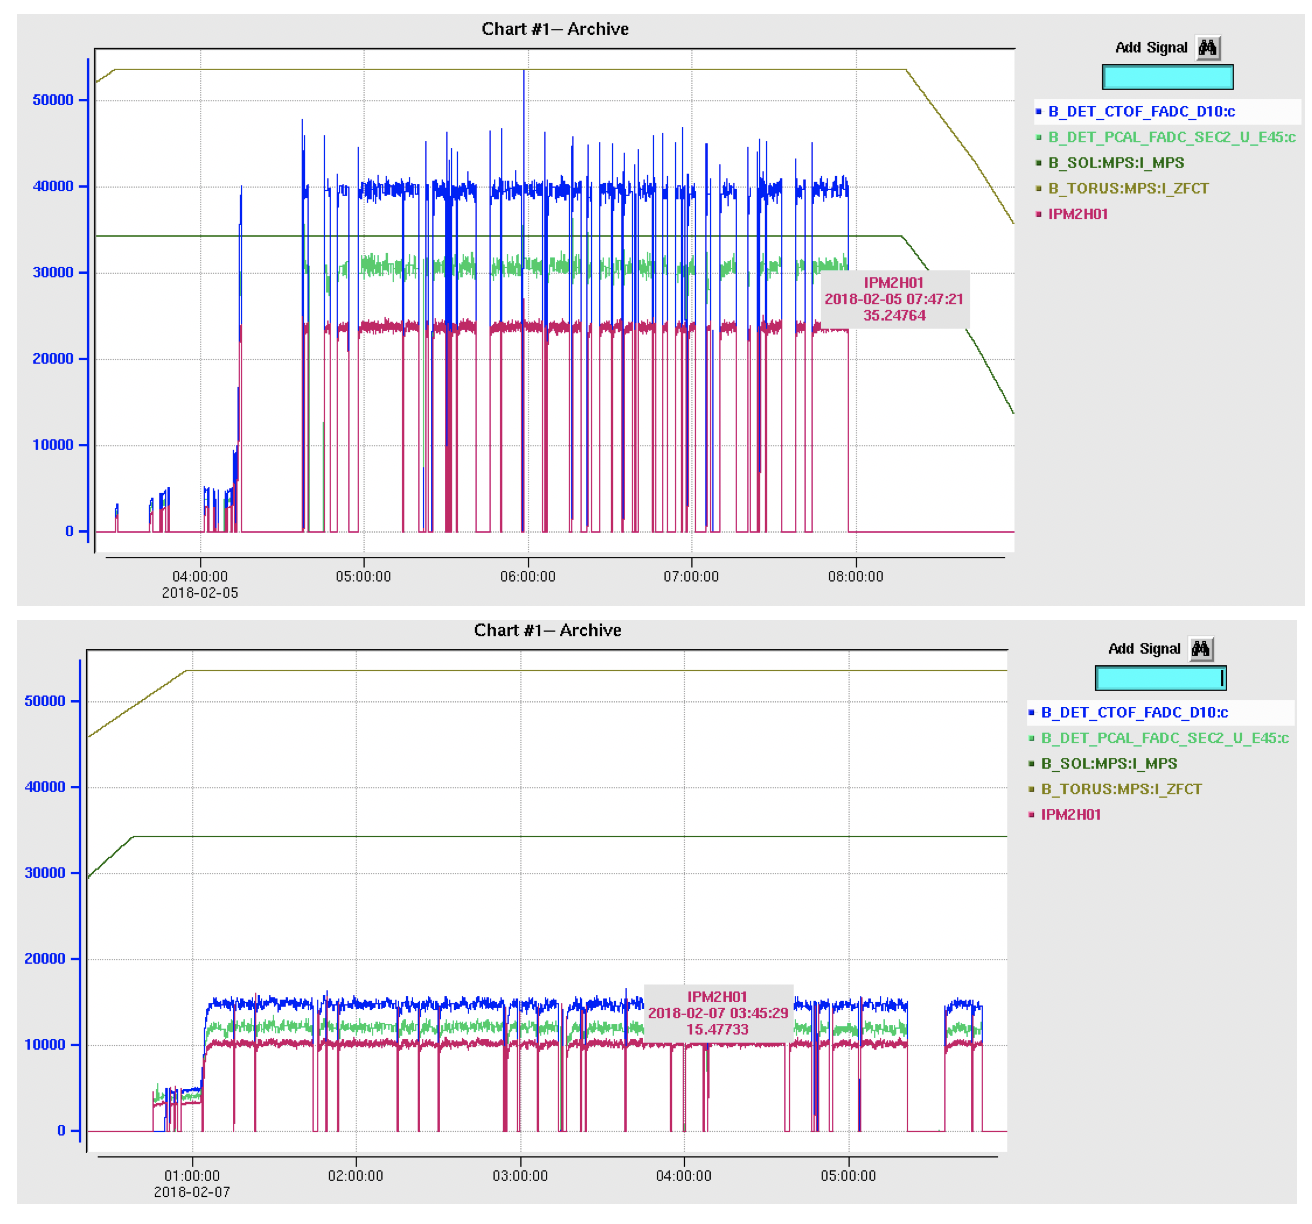 Chart #1– Archive
Add Signal
50000
40000
30000
20000
10000
0
B_DET_CTOF_FADC_D10:c
B_DET_PCAL_FADC_SEC2_U_E45:c
B_SOL:MPS:I_MPS
B_TORUS:MPS:I_ZFCT
IPM2H01
IPM2H01
2018-02-05 07:47:21
35.24764
04:00:00
05:00:00
06:00:00
07:00:00
08:00:00
2018-02-05
Chart #1– Archive
Add Signal
50000
40000
30000
20000
10000
0
B_DET_CTOF_FADC_D10:c
B_DET_PCAL_FADC_SEC2_U_E45:c
B_SOL:MPS:I_MPS
B_TORUS:MPS:I_ZFCT
IPM2H01
IPM2H01
2018-02-07 03:45:29
15.47733
01:00:00
02:00:00
03:00:00
04:00:00
05:00:00
2018-02-07